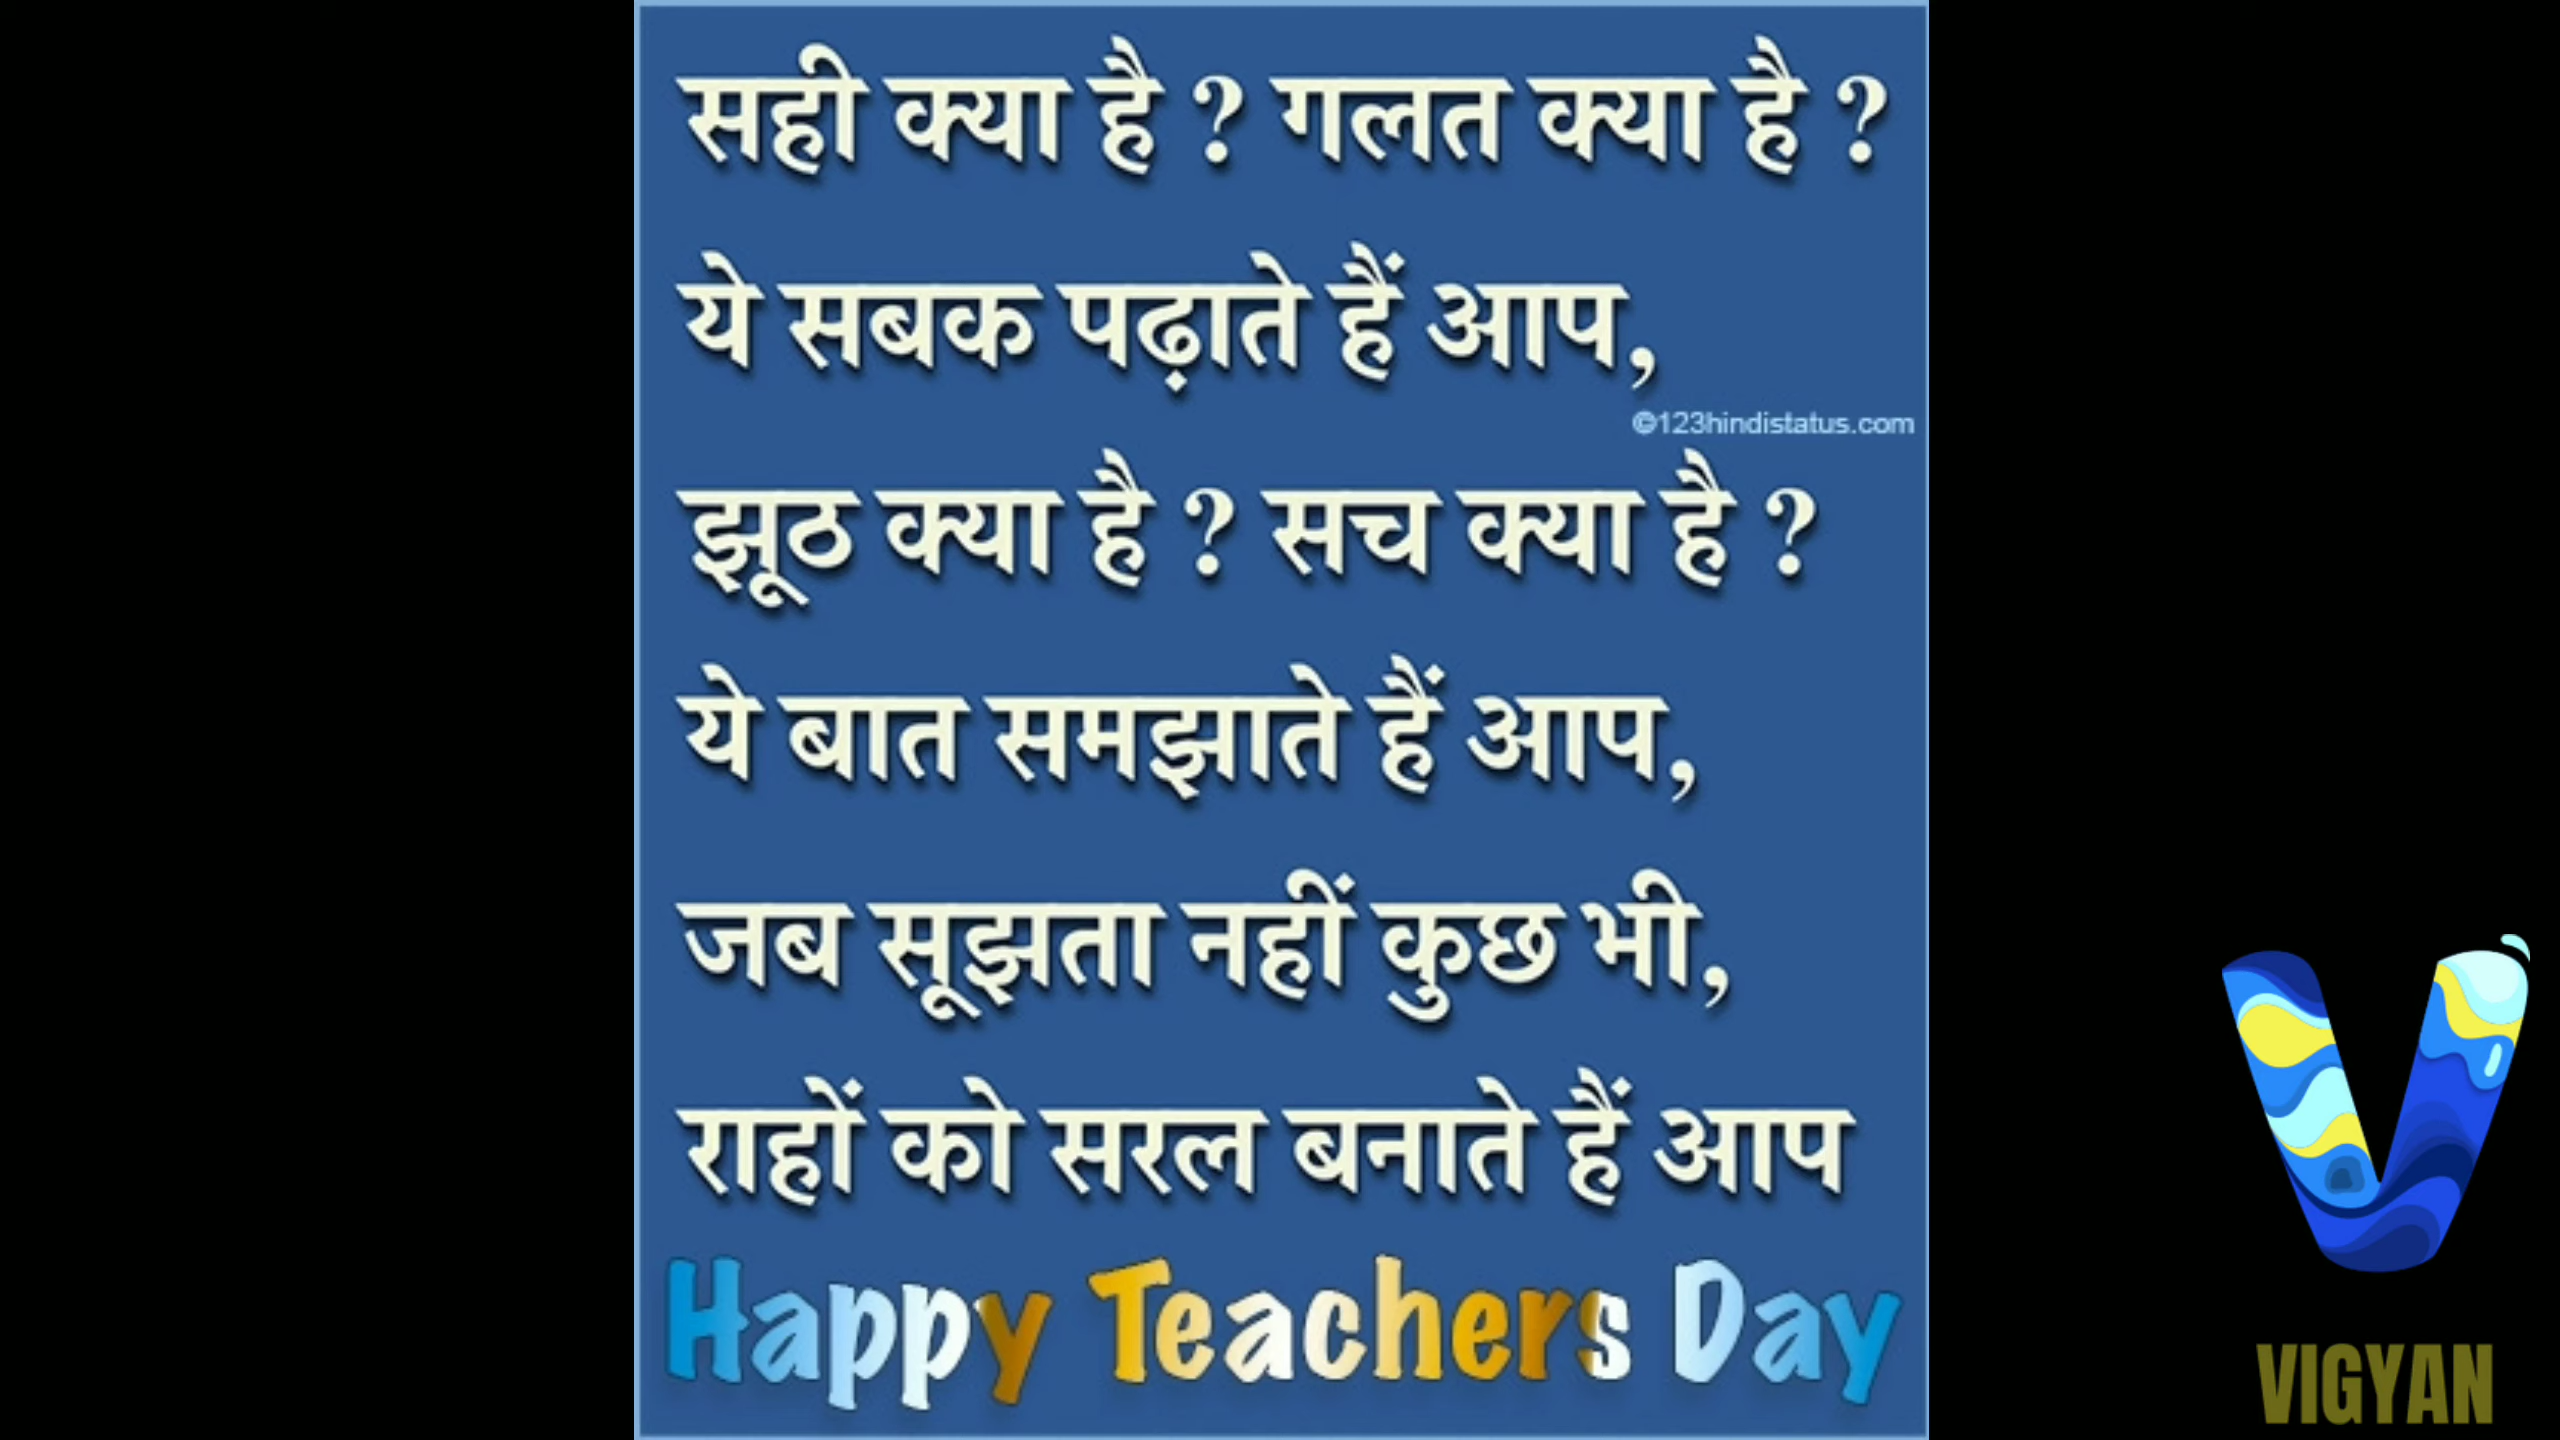 सही क्या है ? गलत क्या है ?
ये सबक पढ़ाते हैं आप,
©123hindistatus.com
झूठ क्या है ? सच क्या है ?
ये बात समझाते हैं आप,
जब सूझता नहीं कुछ भी,
राहों को सरल बनाते हैं आप
Happy Teachers Day
V
VIGYAN